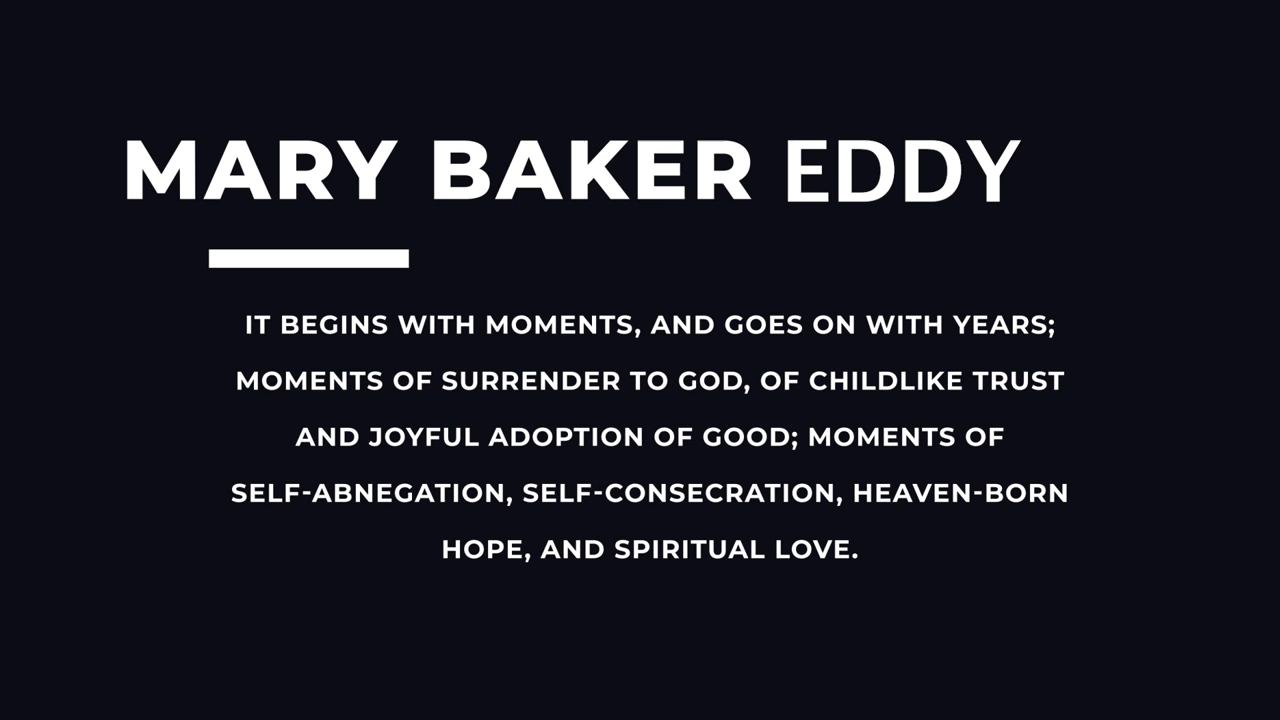 MARY BAKER EDDY
IT BEGINS WITH MOMENTS, AND GOES ON WITH YEARS;
MOMENTS OF SURRENDER TO GOD, OF CHILDLIKE TRUST
AND JOYFUL ADOPTION OF GOOD; MOMENTS OF
SELF-ABNEGATION, SELF-CONSECRATION, HEAVEN-BORN
HOPE, AND SPIRITUAL LOVE.